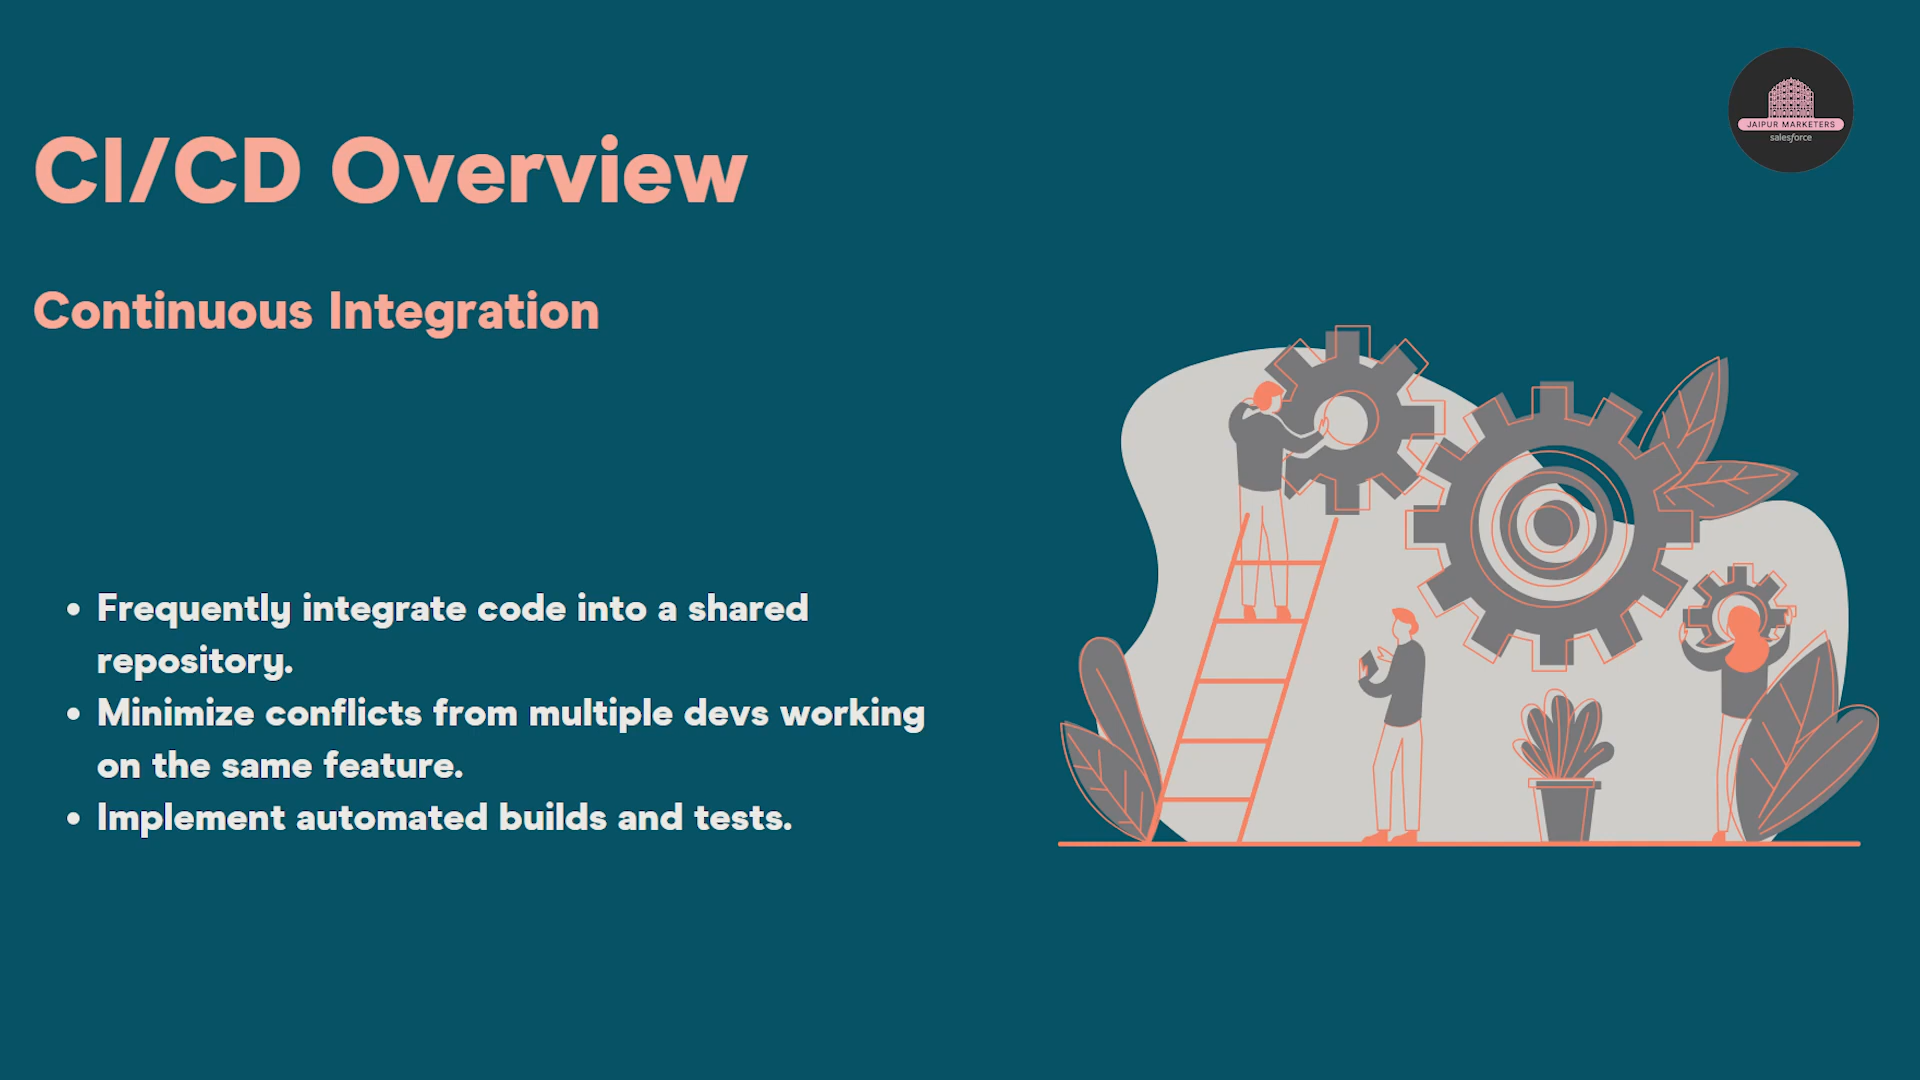 JAIPUR MARKETERS
salesforce
CI/CD Overview
Continuous Integration
• Frequently integrate code into a shared
repository.
• Minimize conflicts from multiple devs working
on the same feature.
• Implement automated builds and tests.